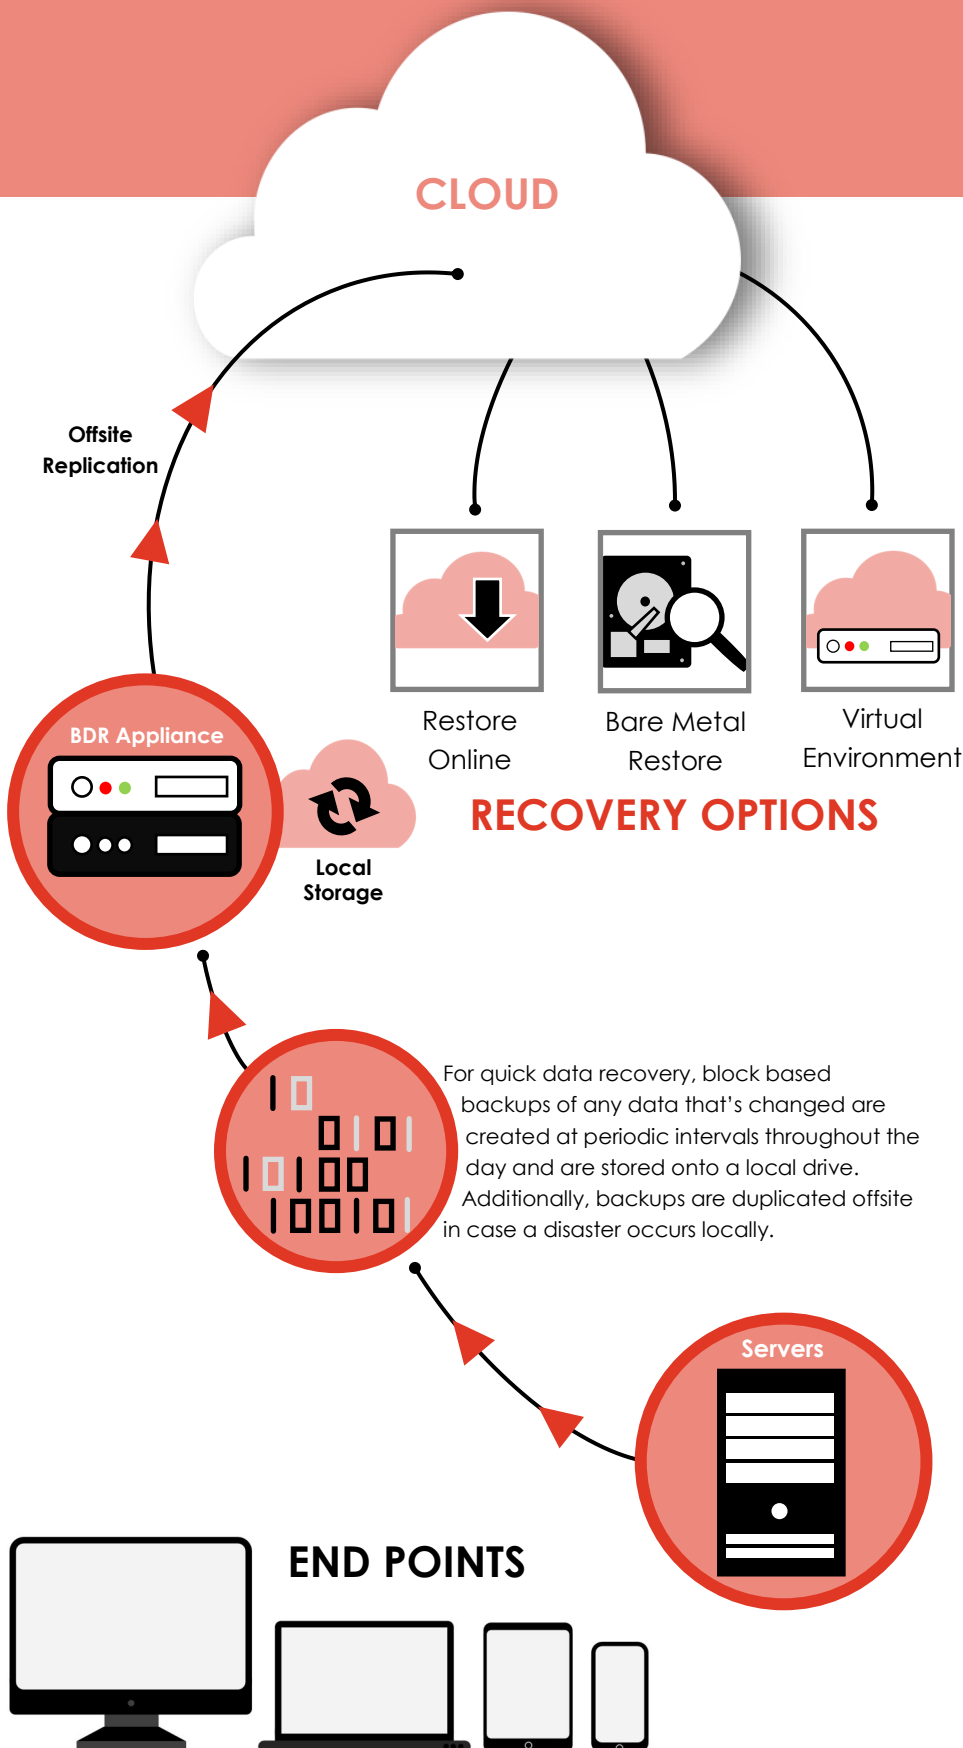 CLOUD
Offsite
Replication
Restore
Online
Bare Metal
Restore
Virtual
Environment
RECOVERY OPTIONS
BDR Appliance
Local
Storage
For quick data recovery, block based
backups of any data that's changed are
created at periodic intervals throughout the
day and are stored onto a local drive.
Additionally, backups are duplicated offsite
in case a disaster occurs locally.
Servers
END POINTS